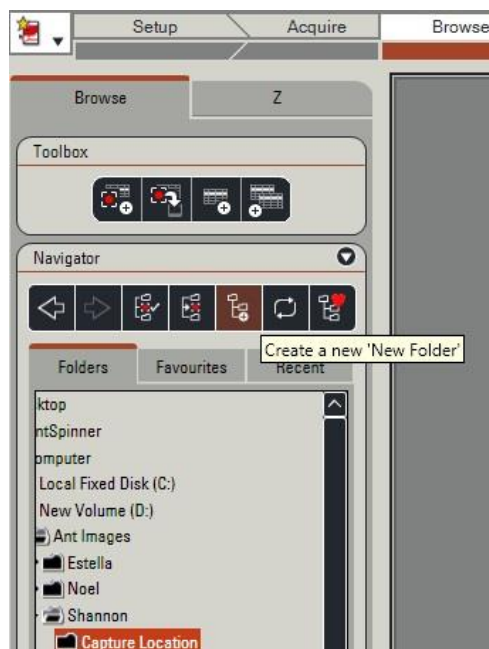 Setup Acquire Browse
Browse Z
Toolbox
Navigator
Create a new 'New Folder'
Folders Favourites Recent
ktop
ntSpinner
omputer
Local Fixed Disk (C:)
New Volume (D:)
Ant Images
Estella
Noel
Shannon
Capture Location